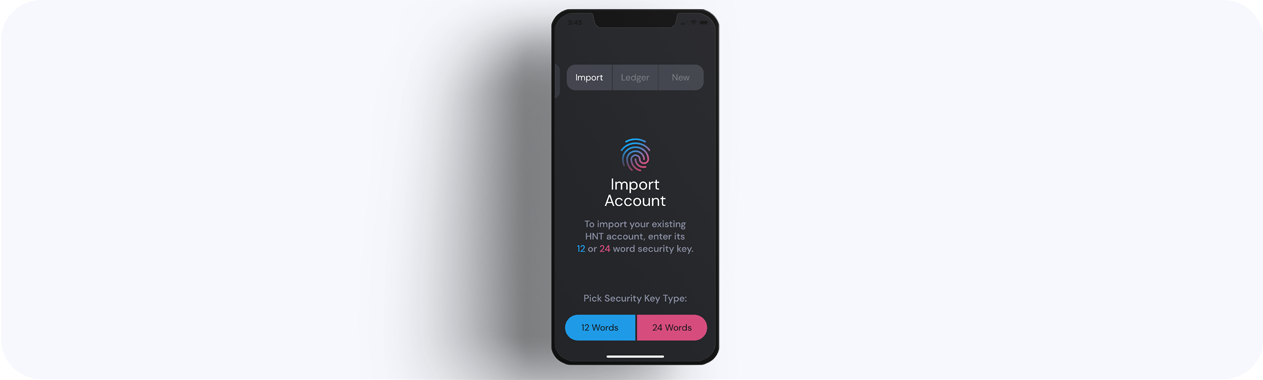 Import
Ledger
New
Import
Account
To import your existing
HNT account, enter its
12 or 24 word security key.
Pick Security Key Type:
12 Words
24 Words